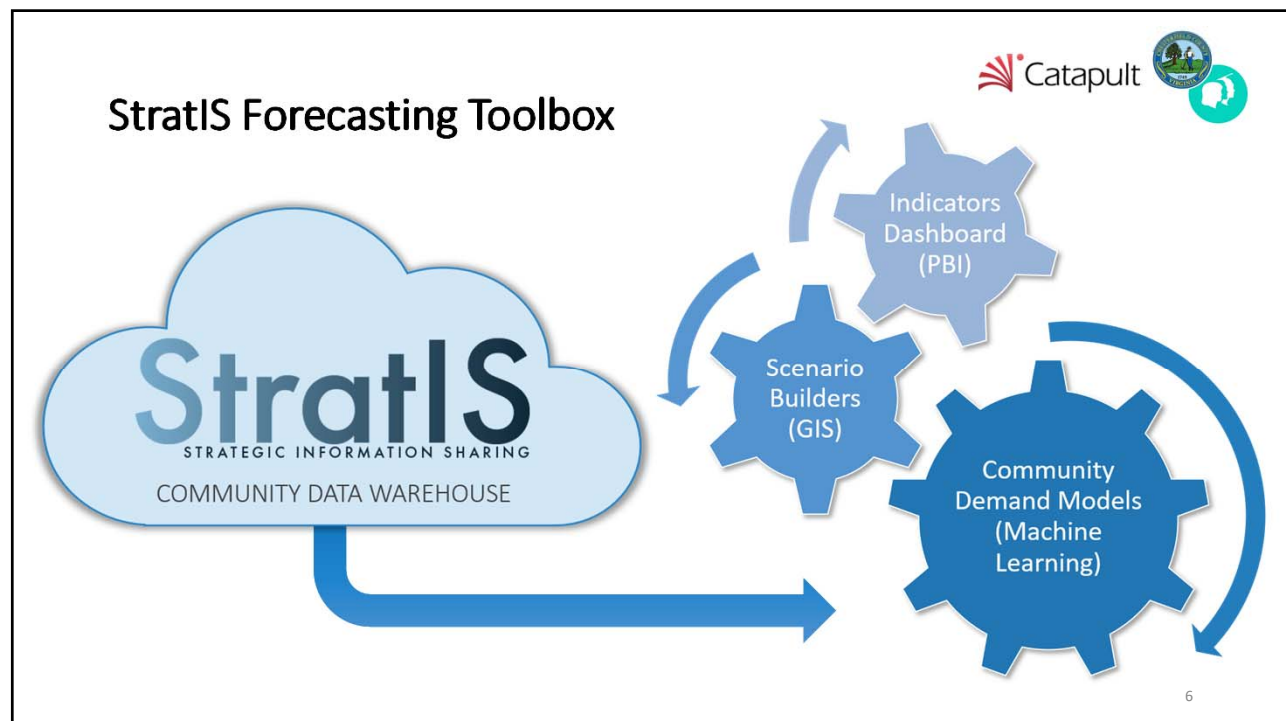 Catapult
StratIS Forecasting Toolbox
Indicators
Dashboard
(PBI)
Scenario
Builders
(GIS)
StratIS
STRATEGIC INFORMATION SHARING
COMMUNITY DATA WAREHOUSE
Community
Demand Models
(Machine
Learning)
6